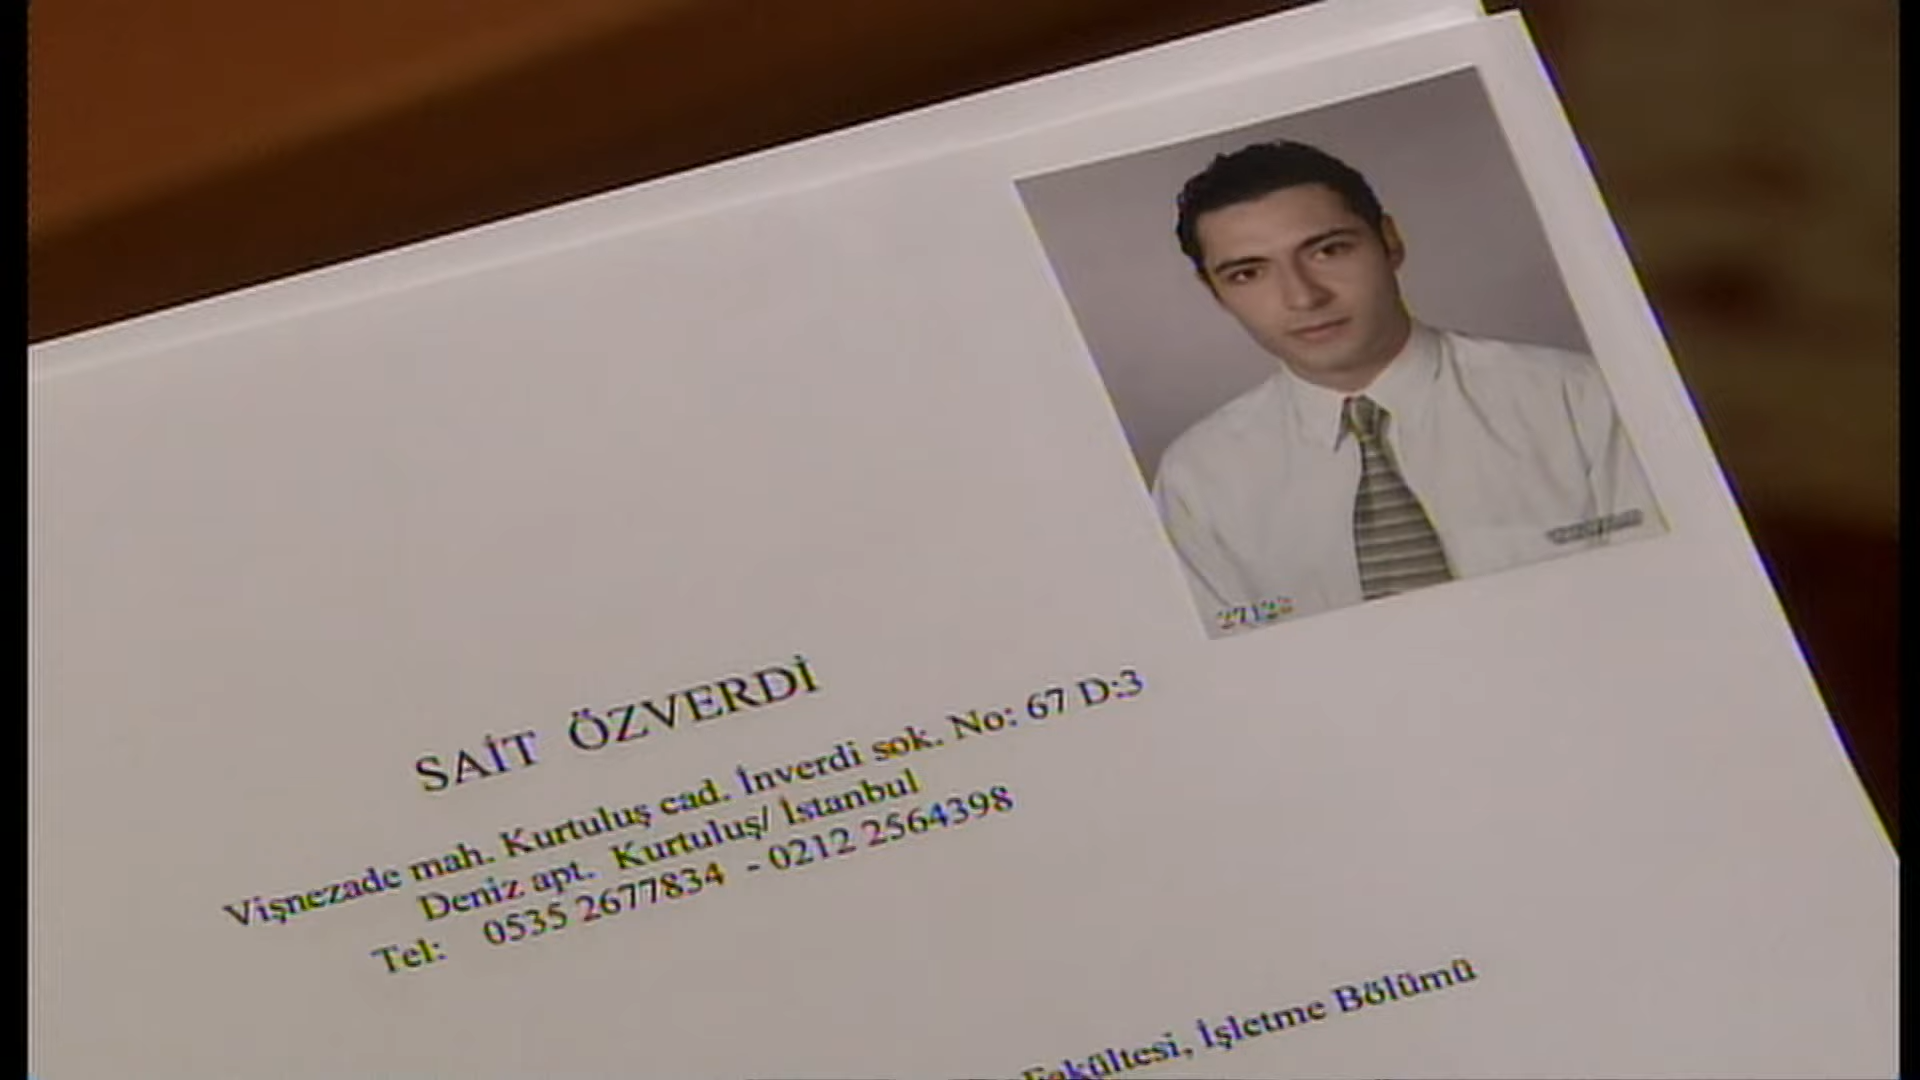 SAİT ÖZVERDİ
Vişnezade mah. Kurtuluş cad. İnverdi sok. No: 67 D:3
Deniz apt. Kurtuluş/ İstanbul
Tel: 0535 2677834 - 0212 2564398
Fakültesi, İşletme Bölümü